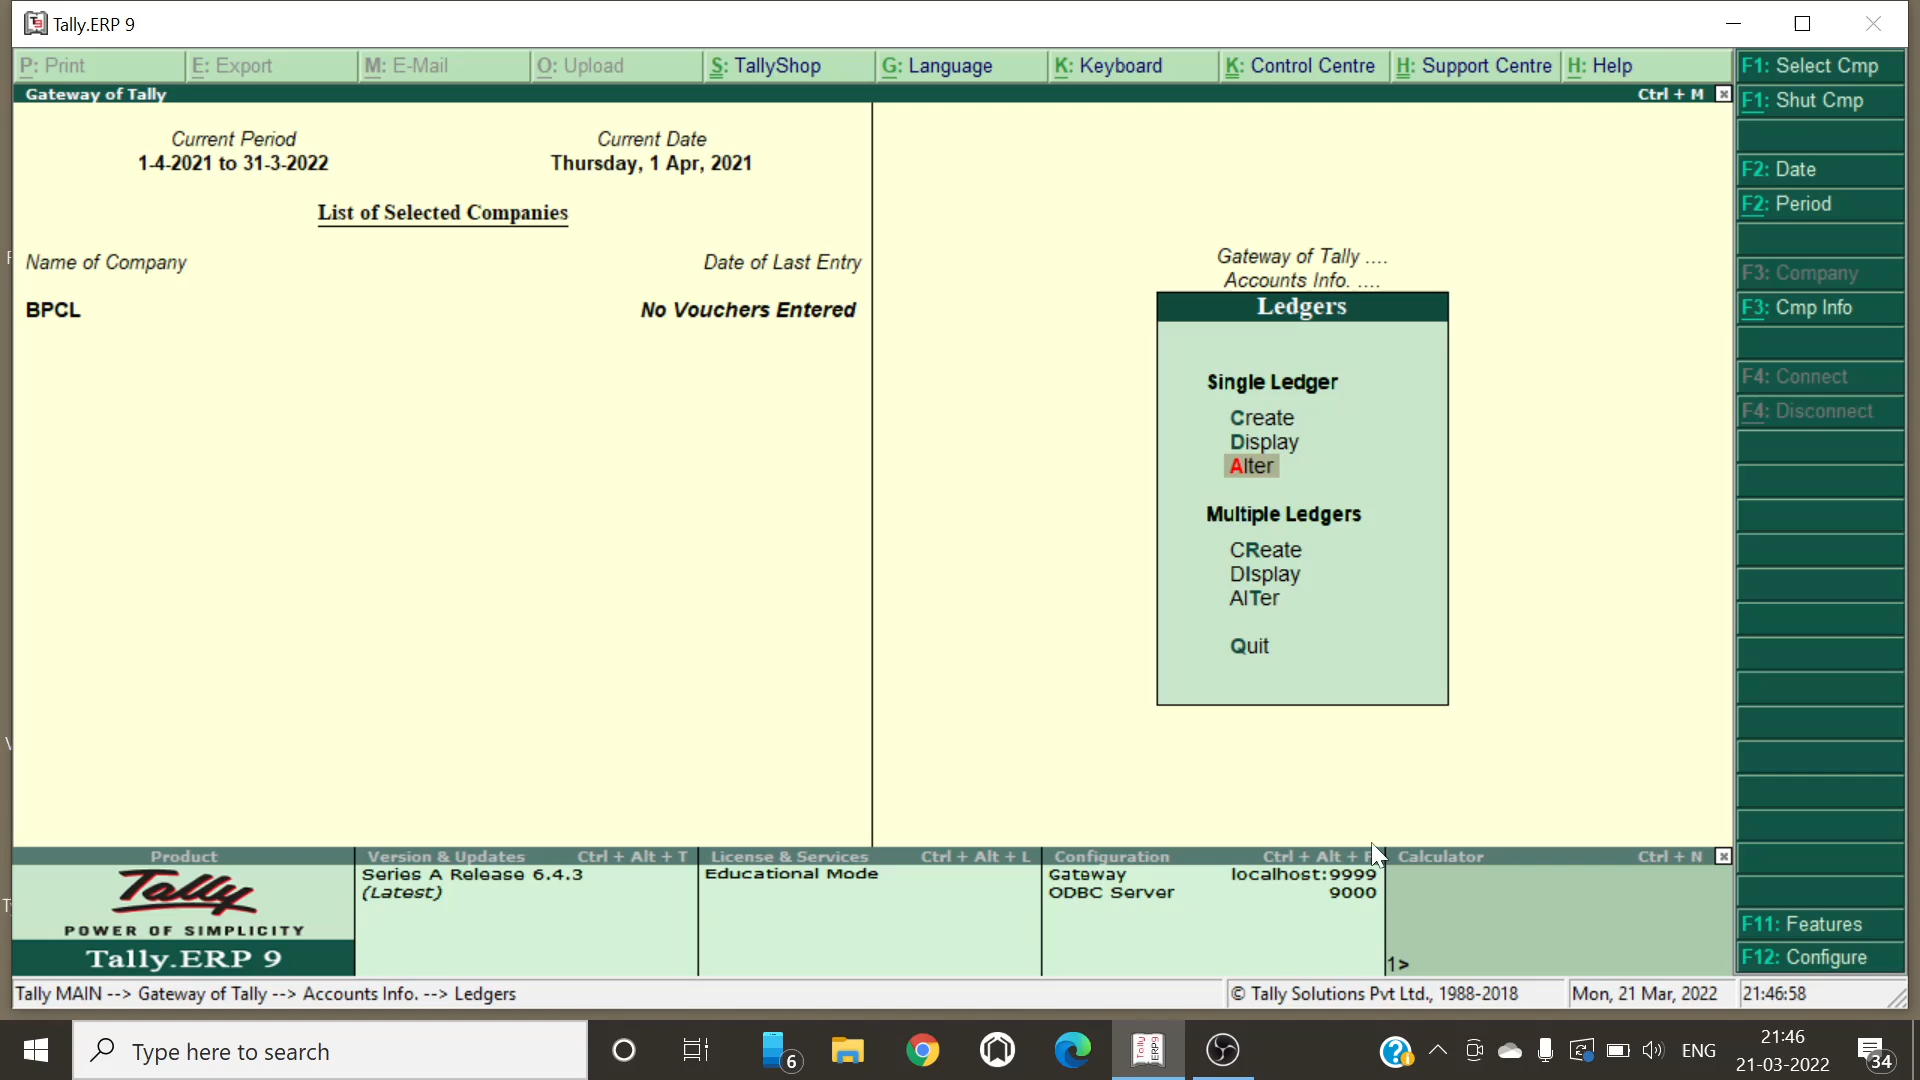 Tally.ERP 9
P: Print
E: Export
M: E-Mail
O: Upload
S: TallyShop
G: Language
K: Keyboard
K: Control Centre
H: Support Centre
H: Help
Gateway of Tally
Ctrl + M
Current Period
1-4-2021 to 31-3-2022
Current Date
Thursday, 1 Apr, 2021
List of Selected Companies
Name of Company
Date of Last Entry
BPCL
No Vouchers Entered
Gateway of Tally ....
Accounts Info. ....
Ledgers
Single Ledger
Create
Display
Alter
Multiple Ledgers
CReate
DIsplay
AlTer
Quit
F1: Select Cmp
F1: Shut Cmp
F2: Date
F2: Period
F3: Company
F3: Cmp Info
F4: Connect
F4: Disconnect
F11: Features
F12: Configure
Product
Tally
POWER OF SIMPLICITY
Tally.ERP 9
Version & Updates
Ctrl + Alt + T
Series A Release 6.4.3
(Latest)
License & Services
Ctrl + Alt + L
Educational Mode
Configuration
Ctrl + Alt +
Gateway
localhost:9999
ODBC Server
9000
Calculator
Ctrl + N
1>
Tally MAIN --> Gateway of Tally --> Accounts Info. --> Ledgers
© Tally Solutions Pvt Ltd., 1988-2018
Mon, 21 Mar, 2022
21:46:58
Type here to search
6
Tally ERP9
ENG
21:46
21-03-2022
34